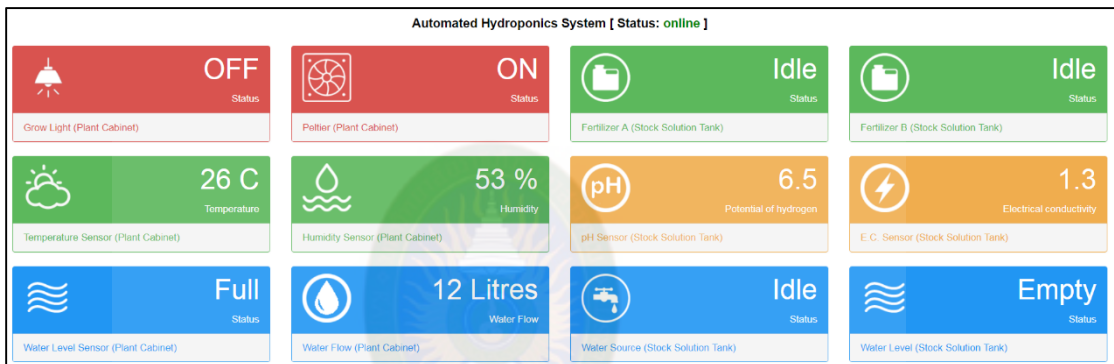 Automated Hydroponics System [ Status: online ]
OFF
Status
Grow Light (Plant Cabinet)
ON
Status
Peltier (Plant Cabinet)
Idle
Status
Fertilizer A (Stock Solution Tank)
Idle
Status
Fertilizer B (Stock Solution Tank)
26 C
Temperature
Temperature Sensor (Plant Cabinet)
53 %
Humidity
Humidity Sensor (Plant Cabinet)
pH
6.5
Potential of hydrogen
pH Sensor (Stock Solution Tank)
1.3
Electrical conductivity
E.C. Sensor (Stock Solution Tank)
Full
Status
Water Level Sensor (Plant Cabinet)
12 Litres
Water Flow
Water Flow (Plant Cabinet)
Idle
Status
Water Source (Stock Solution Tank)
Empty
Status
Water Level (Stock Solution Tank)